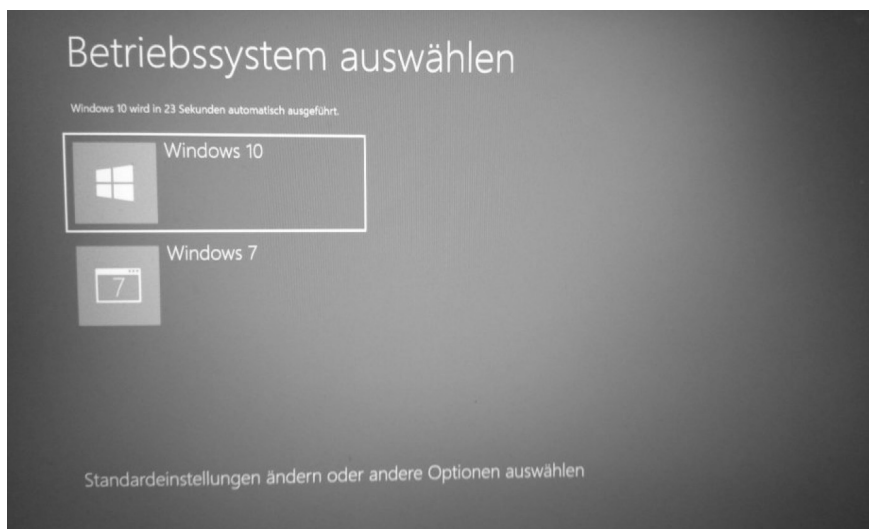 Betriebssystem auswählen
Windows 10 wird in 23 Sekunden automatisch ausgeführt.
Windows 10
Windows 7
7
Standardeinstellungen ändern oder andere Optionen auswählen